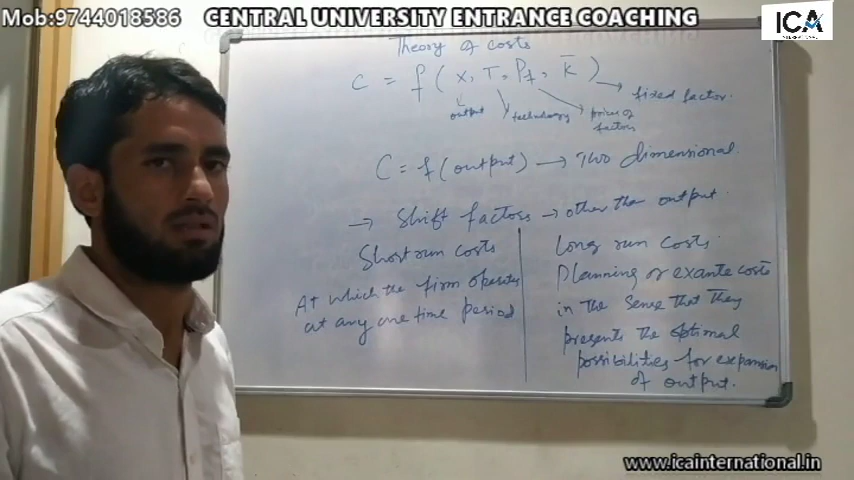 Mob:9744018586 CENTRAL UNIVERSITY ENTRANCE COACHING
ICA
INTERNATIONAL
Theory of costs
C = f (X, T, Pf, K̅) → fixed factor.
output technology prices of
factors
C = f (output) → Two dimensional.
→ Shift factors → other than output.
Short run costs
At which the firm operates
at any one time period
Long run costs.
Planning or exante costs
in the sense that they
presents the optimal
possibilities for expansion
of output.
www.icainternational.in